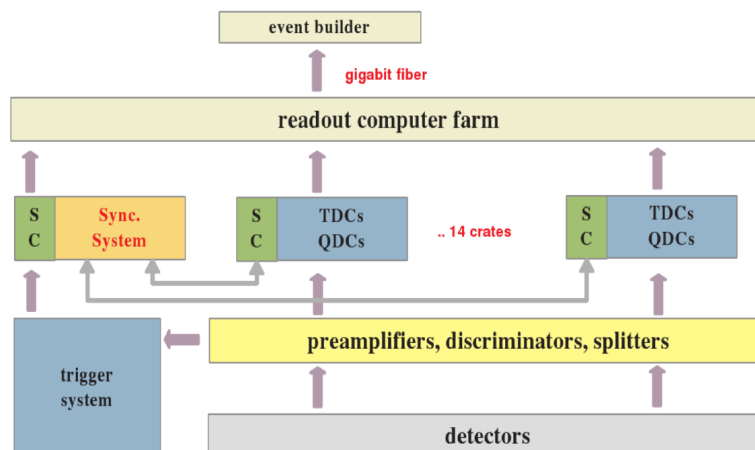 event builder
gigabit fiber
readout computer farm
S
C
Sync.
System
S
C
TDCs
QDCs
.. 14 crates
S
C
TDCs
QDCs
trigger
system
preamplifiers, discriminators, splitters
detectors